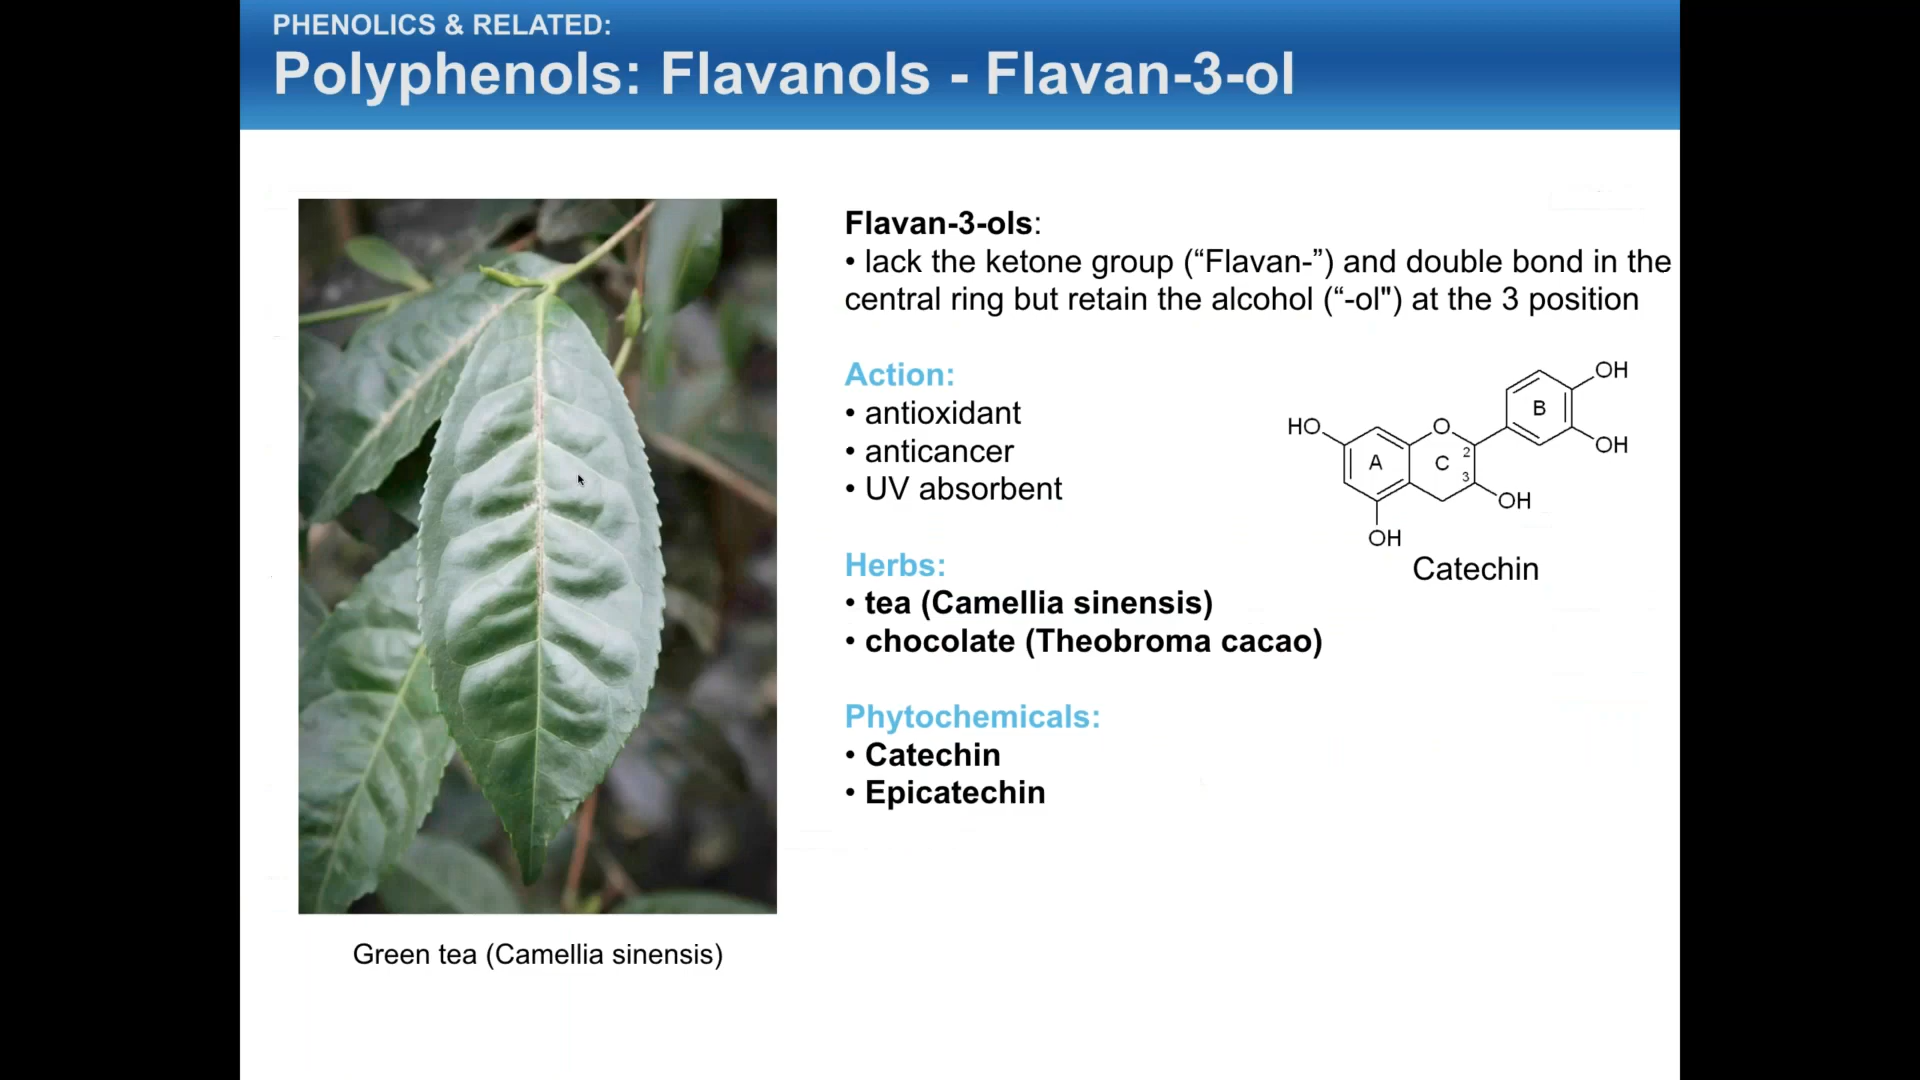 PHENOLICS & RELATED:
Polyphenols: Flavanols - Flavan-3-ol
Flavan-3-ols:
• lack the ketone group (“Flavan-”) and double bond in the
central ring but retain the alcohol (“-ol") at the 3 position
Action:
• antioxidant
• anticancer
• UV absorbent
Herbs:
• tea (Camellia sinensis)
• chocolate (Theobroma cacao)
Phytochemicals:
• Catechin
• Epicatechin
OH
B
HO
O
OH
A
C
2
3
OH
OH
Catechin
Green tea (Camellia sinensis)